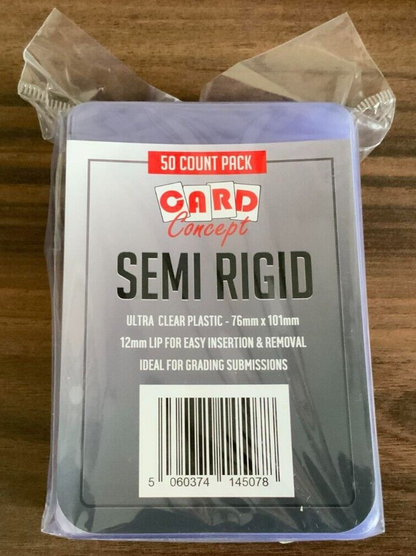 50 COUNT PACK
CARD
Concept
SEMI RIGID
ULTRA CLEAR PLASTIC - 76mm x 101mm
12mm LIP FOR EASY INSERTION & REMOVAL
IDEAL FOR GRADING SUBMISSIONS
5 060374 145078